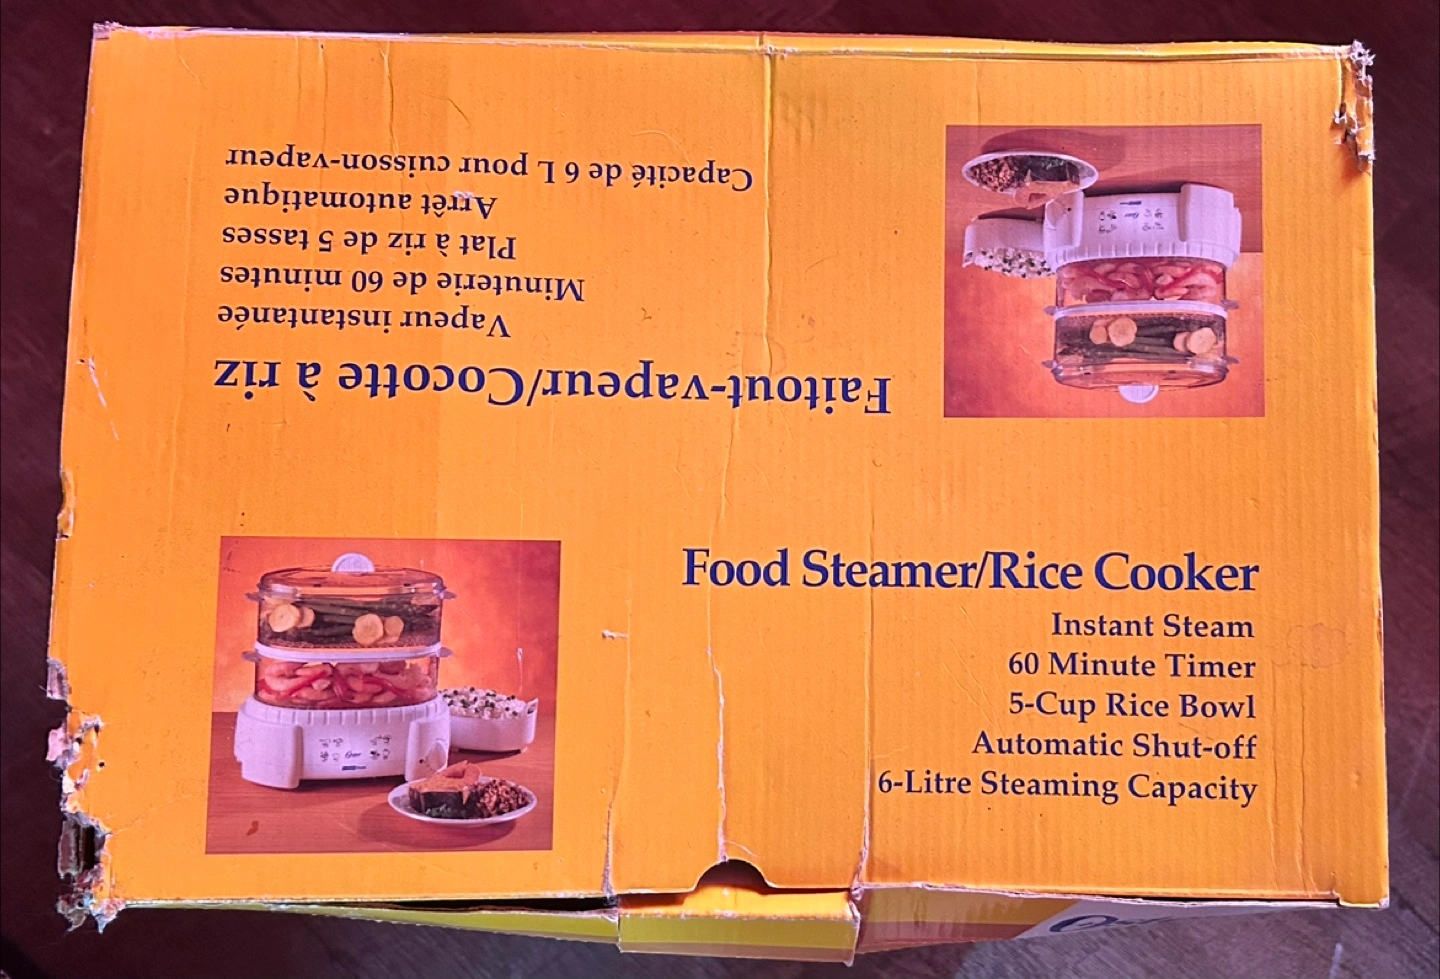 Food Steamer/Rice Cooker
Instant Steam
60 Minute Timer
5-Cup Rice Bowl
Automatic Shut-off
6-Litre Steaming Capacity
Faitout-vapeur/Cocotte à riz
Vapeur instantanée
Minuterie de 60 minutes
Plat à riz de 5 tasses
Arrêt automatique
Capacité de 6 L pour cuisson-vapeur